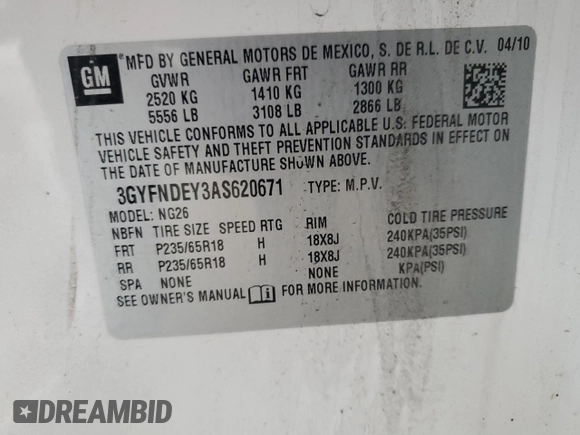 GM
MFD BY GENERAL MOTORS DE MEXICO, S. DE R.L. DE C.V. 04/10
GVWR GAWR FRT GAWR RR
2520 KG 1410 KG 1300 KG
5556 LB 3108 LB 2866 LB
THIS VEHICLE CONFORMS TO ALL APPLICABLE U.S. FEDERAL MOTOR
VEHICLE SAFETY AND THEFT PREVENTION STANDARDS IN EFFECT ON
THE DATE OF MANUFACTURE SHOWN ABOVE.
3GYFNDEY3AS620671 TYPE: M.P.V.
MODEL: NG26
NBFN TIRE SIZE SPEED RTG RIM COLD TIRE PRESSURE
FRT P235/65R18 H 18X8J 240KPA(35PSI)
RR P235/65R18 H 18X8J 240KPA(35PSI)
SPA NONE NONE KPA(PSI)
SEE OWNER'S MANUAL i FOR MORE INFORMATION.
DREAMBID